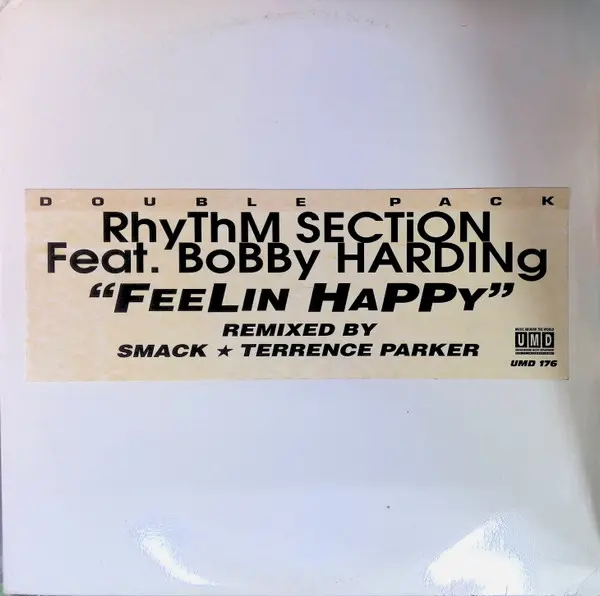 DOUBLE PACK
RhyThM SECTiON
Feat. BoBBy HARDINg
“FEELIN HAPPY”
REMIXED BY
SMACK ★ TERRENCE PARKER
UMD
UMD 176